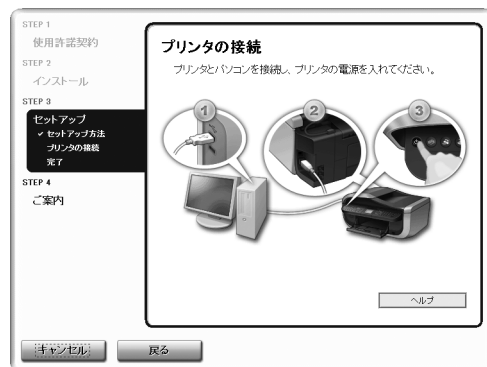 STEP 1
使用許諾契約
STEP 2
インストール
STEP 3
セットアップ
✓ セットアップ方法
プリンタの接続
完了
STEP 4
ご案内
プリンタの接続
プリンタとパソコンを接続し、プリンタの電源を入れてください。
1
2
3
ヘルプ
キャンセル
戻る